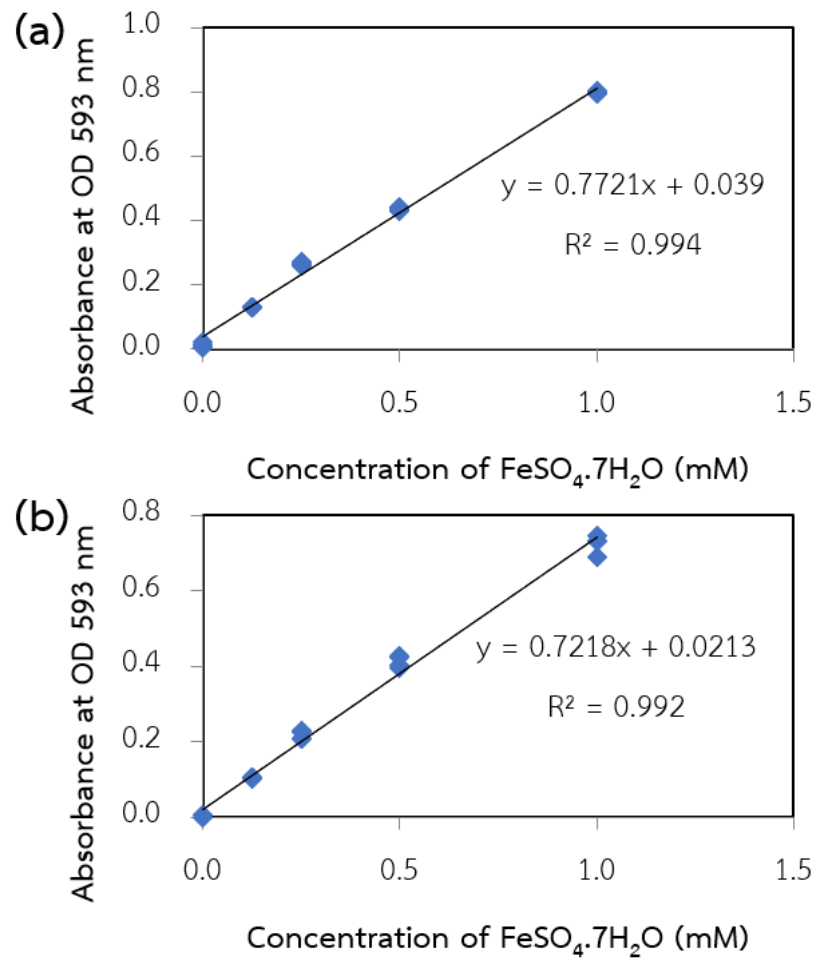 (a)
Absorbance at OD 593 nm
1.0
0.8
0.6
0.4
0.2
0.0
y = 0.7721x + 0.039
R² = 0.994
0.0 0.5 1.0 1.5
Concentration of FeSO₄.7H₂O (mM)
(b)
Absorbance at OD 593 nm
0.8
0.6
0.4
0.2
0.0
y = 0.7218x + 0.0213
R² = 0.992
0.0 0.5 1.0 1.5
Concentration of FeSO₄.7H₂O (mM)